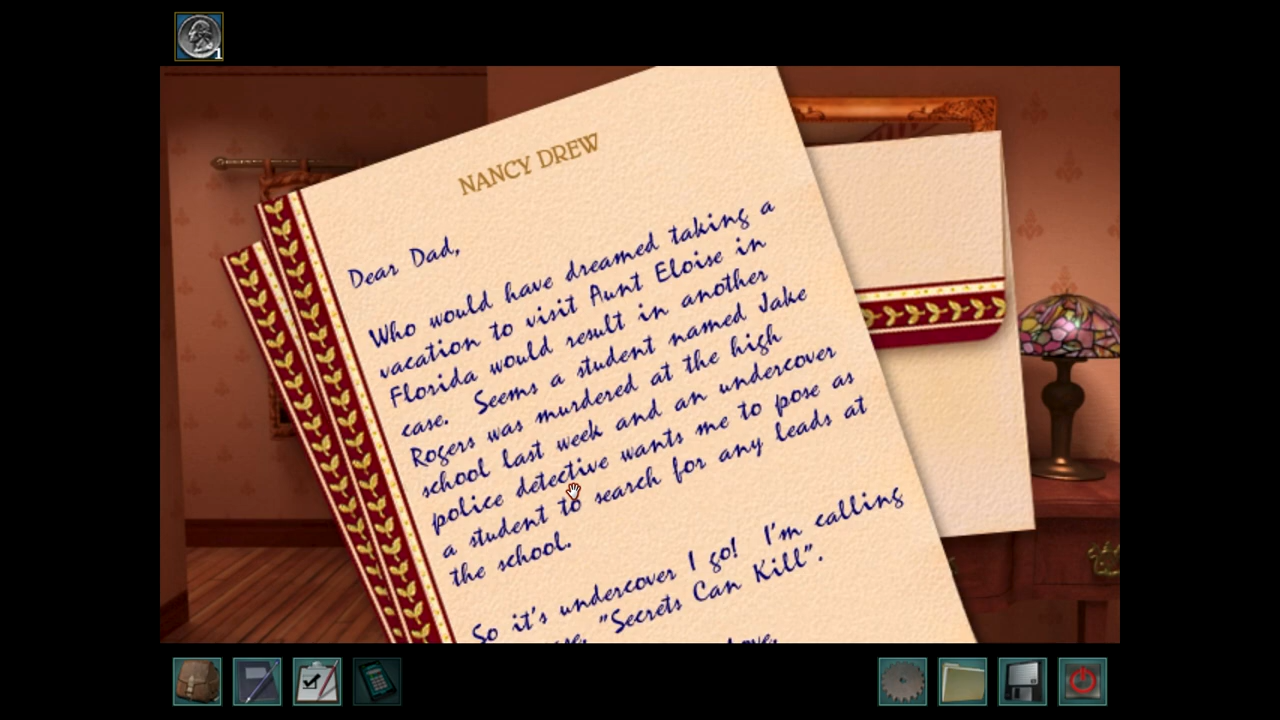 1
NANCY DREW
Dear Dad,
Who would have dreamed taking a
vacation to visit Aunt Eloise in
Florida would result in another
case. Seems a student named Jake
Rogers was murdered at the high
school last week and an undercover
police detective wants me to pose as
a student to search for any leads at
the school.
So it's undercover I go! I'm calling
"Secrets Can Kill".
Love,